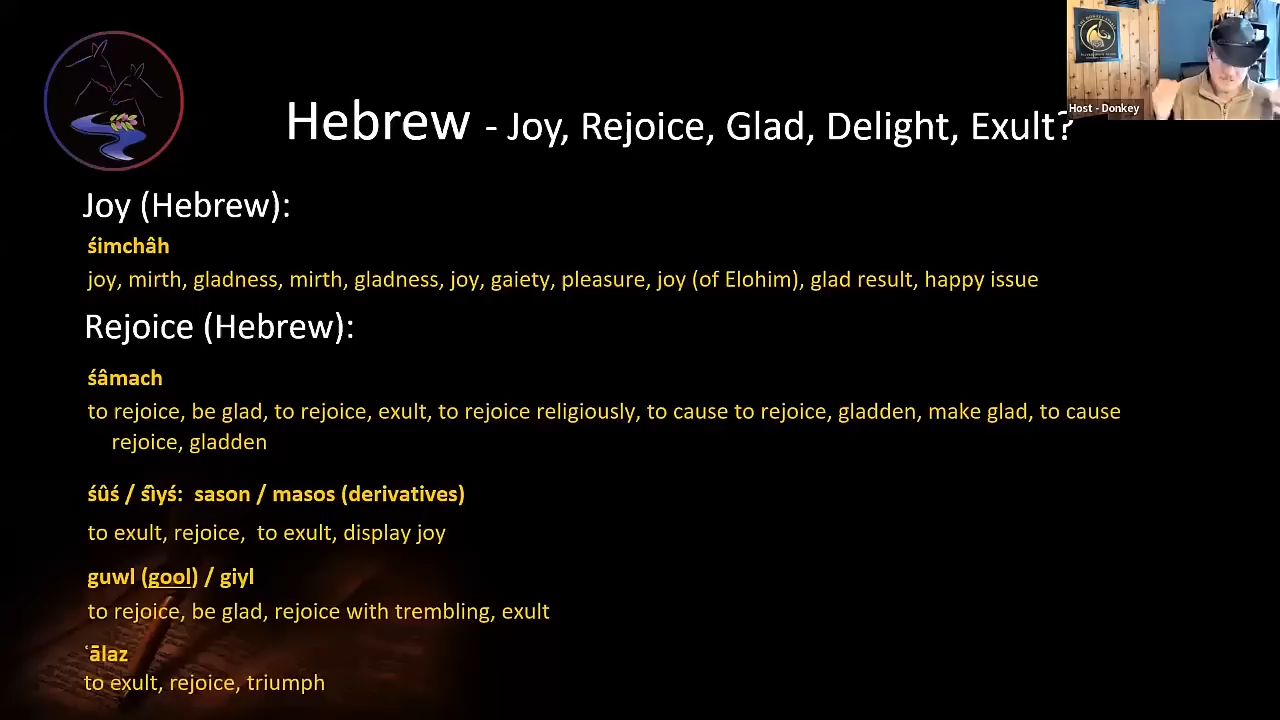 Hebrew - Joy, Rejoice, Glad, Delight, Exult?
Host - Donkey
Joy (Hebrew):
śimchâh
joy, mirth, gladness, mirth, gladness, joy, gaiety, pleasure, joy (of Elohim), glad result, happy issue
Rejoice (Hebrew):
śâmach
to rejoice, be glad, to rejoice, exult, to rejoice religiously, to cause to rejoice, gladden, make glad, to cause
rejoice, gladden
śûś / śìyś: sason / masos (derivatives)
to exult, rejoice, to exult, display joy
guwl (gool) / giyl
to rejoice, be glad, rejoice with trembling, exult
ʿālaz
to exult, rejoice, triumph